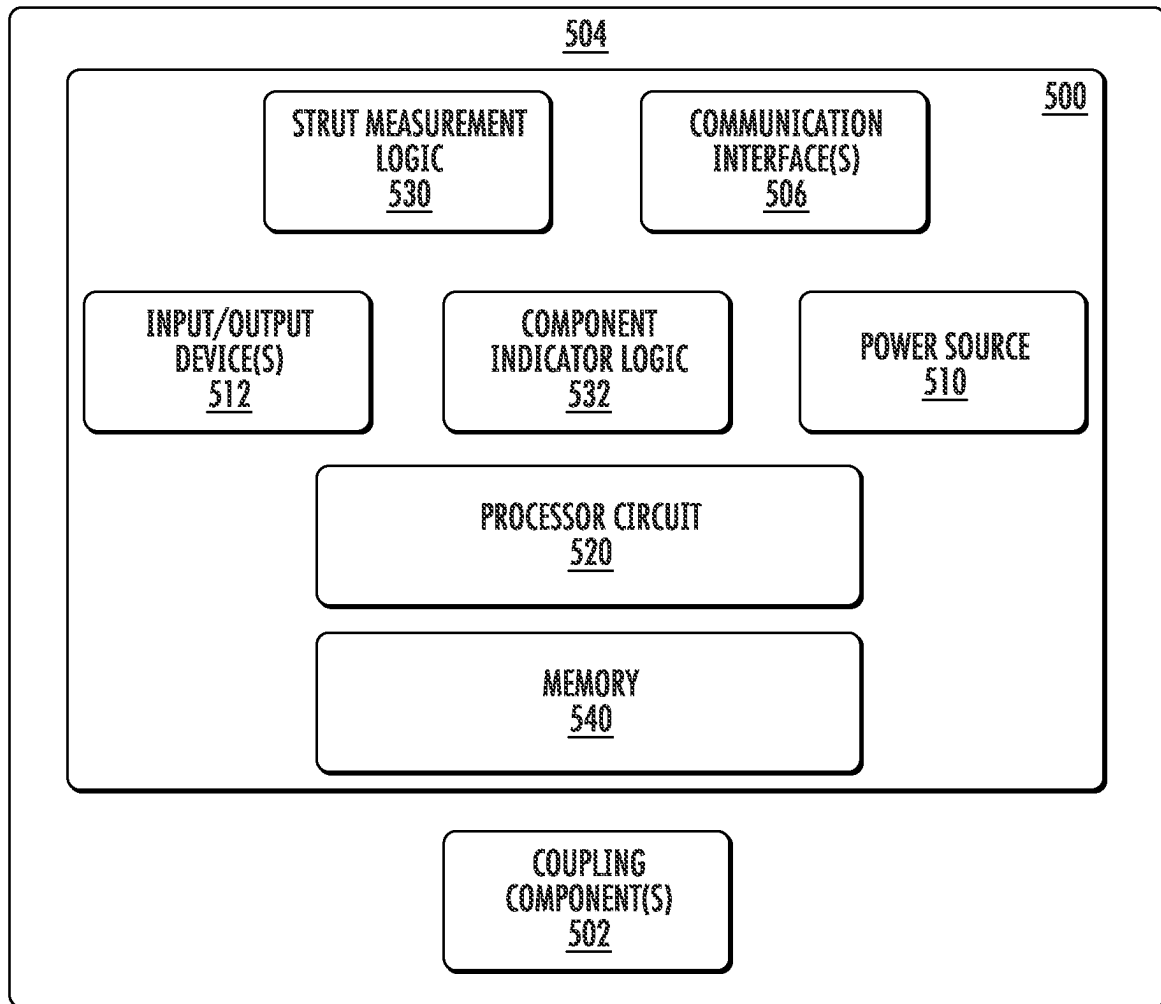 504
500
STRUT MEASUREMENT
LOGIC
530
COMMUNICATION
INTERFACE(S)
506
INPUT/OUTPUT
DEVICE(S)
512
COMPONENT
INDICATOR LOGIC
532
POWER SOURCE
510
PROCESSOR CIRCUIT
520
MEMORY
540
COUPLING
COMPONENT(S)
502